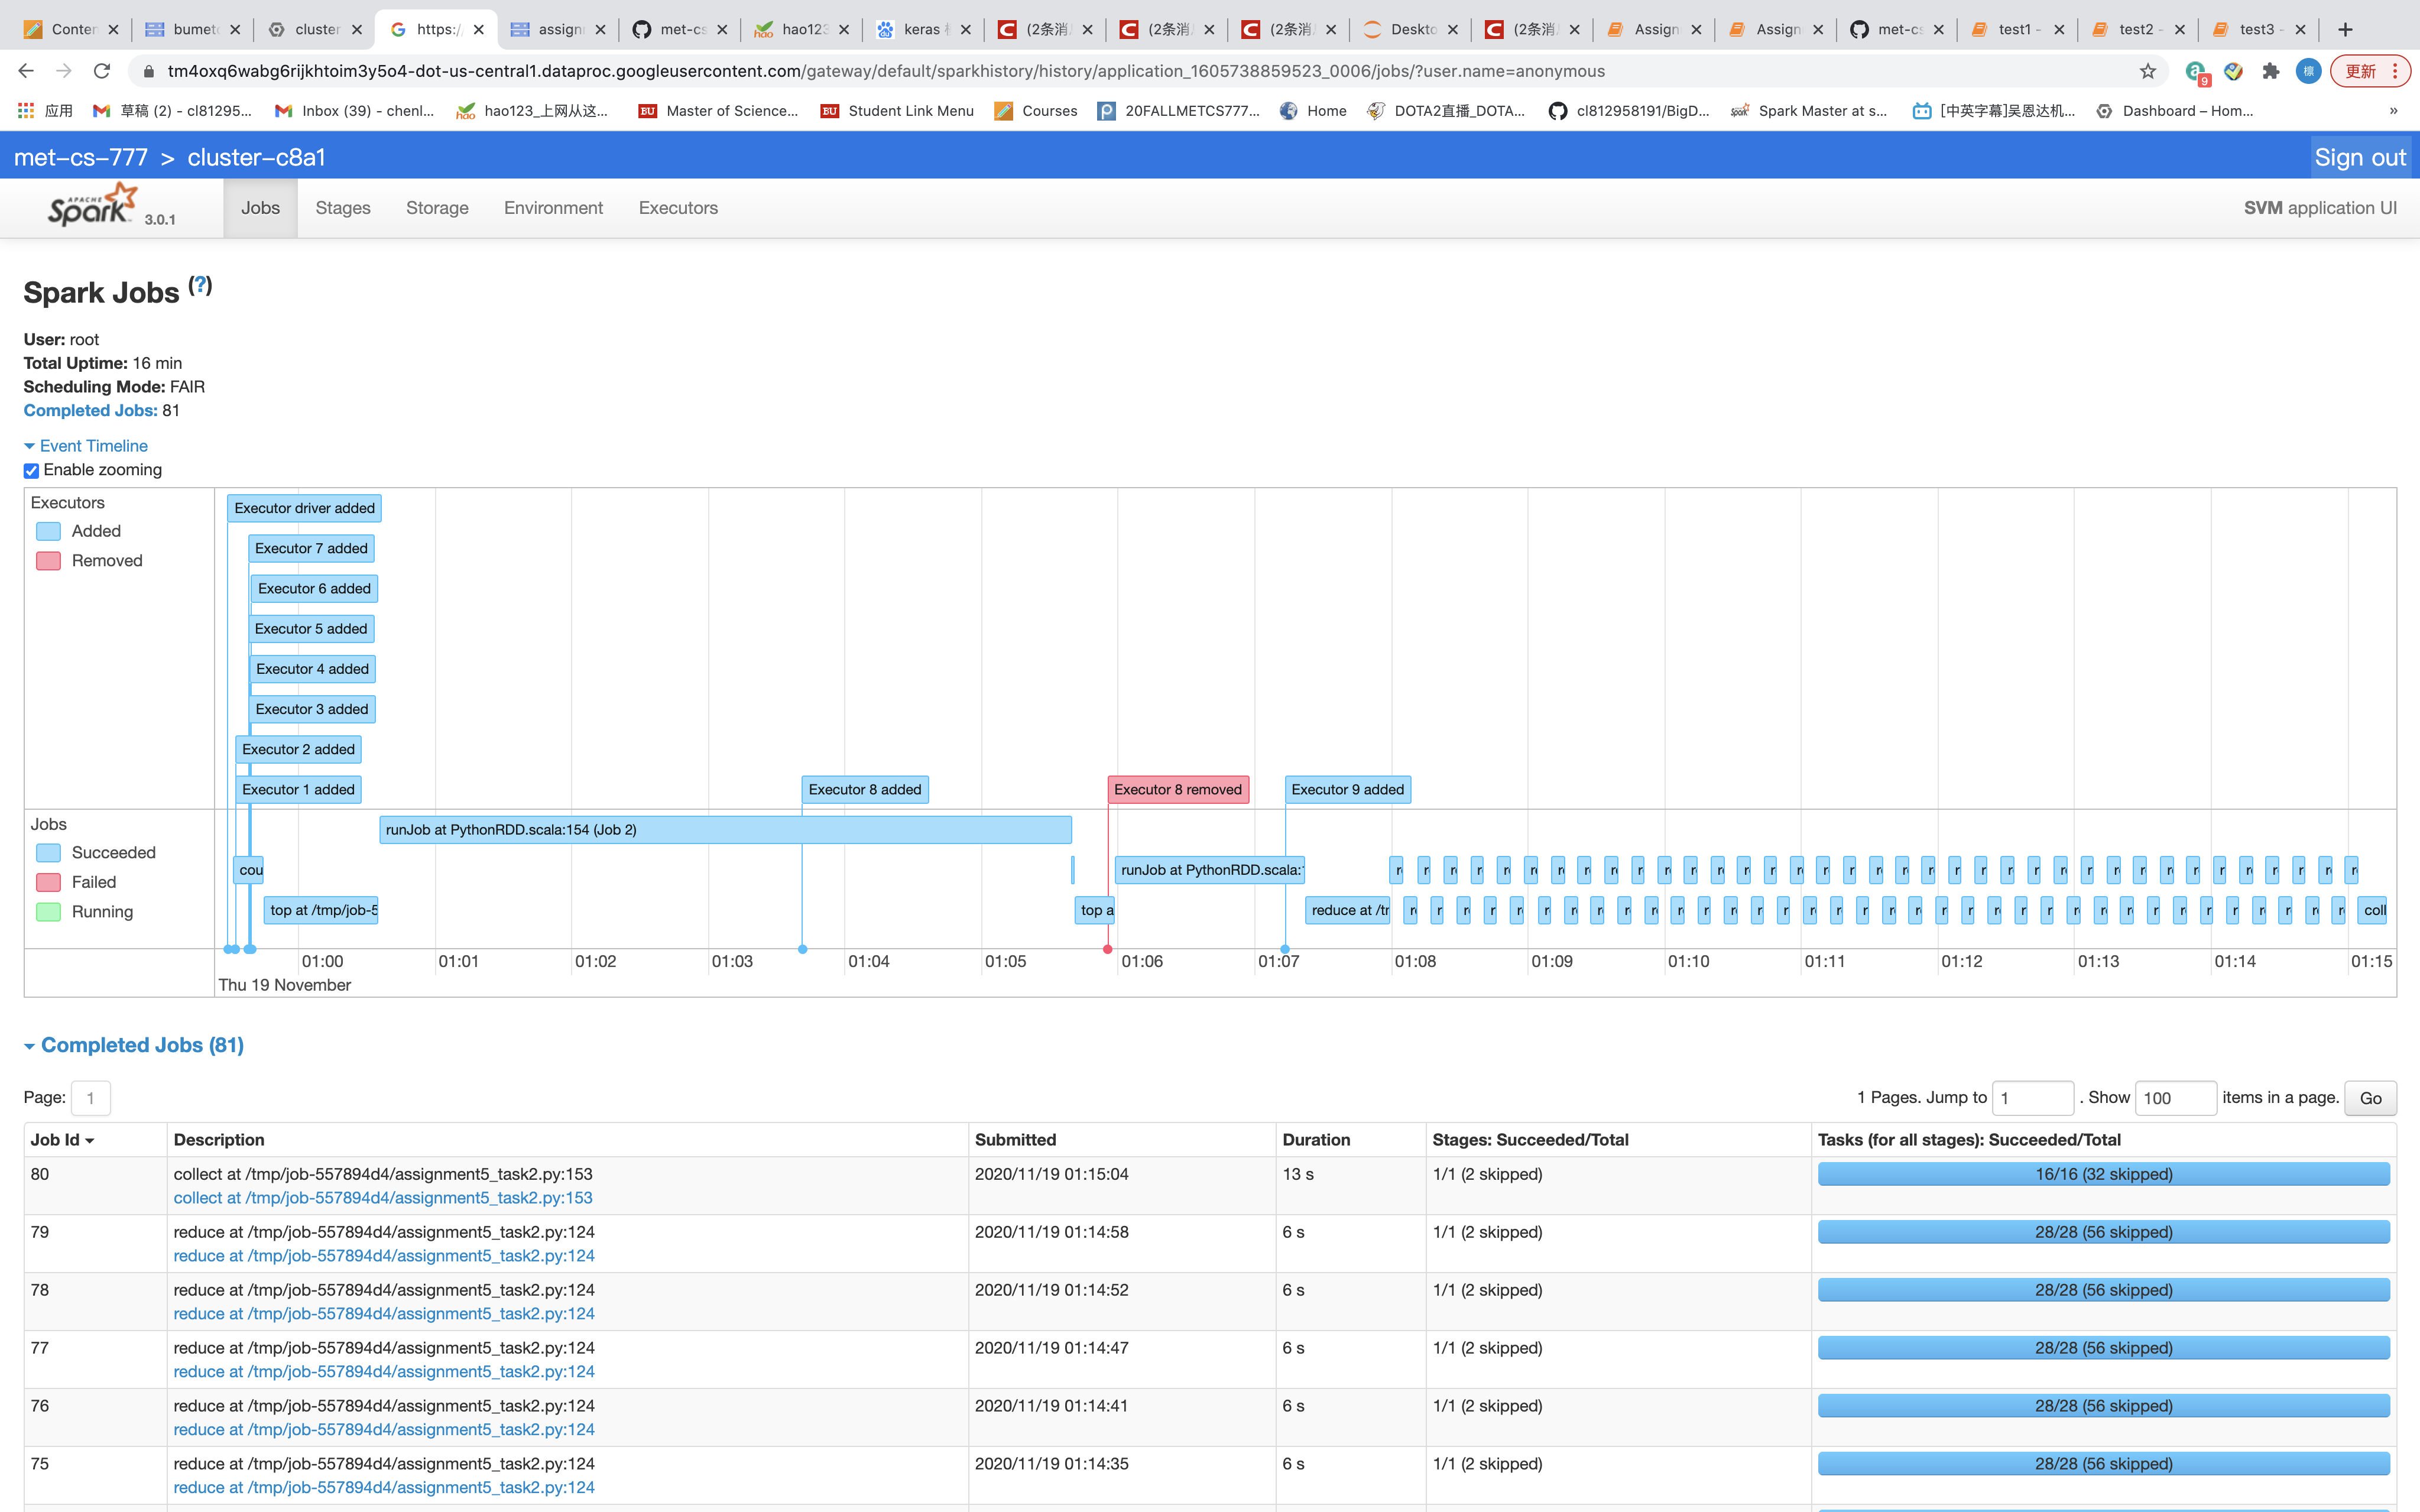 Conten
bumetc
cluster
https:/
assign
met-cs
hao123
keras
(2条消
(2条消
(2条消
Deskto
(2条消
Assign
Assign
met-cs
test1 -
test2 -
test3 -
tm4oxq6wabg6rijkhtoim3y5o4-dot-us-central1.dataproc.googleusercontent.com/gateway/default/sparkhistory/history/application_1605738859523_0006/jobs/?user.name=anonymous
9
更新
应用
草稿 (2) - cl81295...
Inbox (39) - chenl...
hao123_上网从这...
Master of Science...
Student Link Menu
Courses
20FALLMETCS777...
Home
DOTA2直播_DOTA...
cl812958191/BigD...
Spark Master at s...
[中英字幕]吴恩达机...
Dashboard – Hom...
»
met-cs-777 > cluster-c8a1
Sign out
APACHE Spark 3.0.1
Jobs
Stages
Storage
Environment
Executors
SVM application UI
Spark Jobs (?)
User: root
Total Uptime: 16 min
Scheduling Mode: FAIR
Completed Jobs: 81
Event Timeline
Enable zooming
Executors
Added
Removed
Executor driver added
Executor 7 added
Executor 6 added
Executor 5 added
Executor 4 added
Executor 3 added
Executor 2 added
Executor 1 added
Executor 8 added
Executor 8 removed
Executor 9 added
Jobs
Succeeded
Failed
Running
runJob at PythonRDD.scala:154 (Job 2)
cou
runJob at PythonRDD.scala:
top at /tmp/job-5
top a
reduce at /t
coll
01:00
01:01
01:02
01:03
01:04
01:05
01:06
01:07
01:08
01:09
01:10
01:11
01:12
01:13
01:14
01:15
Thu 19 November
Completed Jobs (81)
Page: 1
1 Pages. Jump to 1 . Show 100 items in a page. Go
Job Id
Description
Submitted
Duration
Stages: Succeeded/Total
Tasks (for all stages): Succeeded/Total
80
collect at /tmp/job-557894d4/assignment5_task2.py:153
collect at /tmp/job-557894d4/assignment5_task2.py:153
2020/11/19 01:15:04
13 s
1/1 (2 skipped)
16/16 (32 skipped)
79
reduce at /tmp/job-557894d4/assignment5_task2.py:124
reduce at /tmp/job-557894d4/assignment5_task2.py:124
2020/11/19 01:14:58
6 s
1/1 (2 skipped)
28/28 (56 skipped)
78
reduce at /tmp/job-557894d4/assignment5_task2.py:124
reduce at /tmp/job-557894d4/assignment5_task2.py:124
2020/11/19 01:14:52
6 s
1/1 (2 skipped)
28/28 (56 skipped)
77
reduce at /tmp/job-557894d4/assignment5_task2.py:124
reduce at /tmp/job-557894d4/assignment5_task2.py:124
2020/11/19 01:14:47
6 s
1/1 (2 skipped)
28/28 (56 skipped)
76
reduce at /tmp/job-557894d4/assignment5_task2.py:124
reduce at /tmp/job-557894d4/assignment5_task2.py:124
2020/11/19 01:14:41
6 s
1/1 (2 skipped)
28/28 (56 skipped)
75
reduce at /tmp/job-557894d4/assignment5_task2.py:124
reduce at /tmp/job-557894d4/assignment5_task2.py:124
2020/11/19 01:14:35
6 s
1/1 (2 skipped)
28/28 (56 skipped)